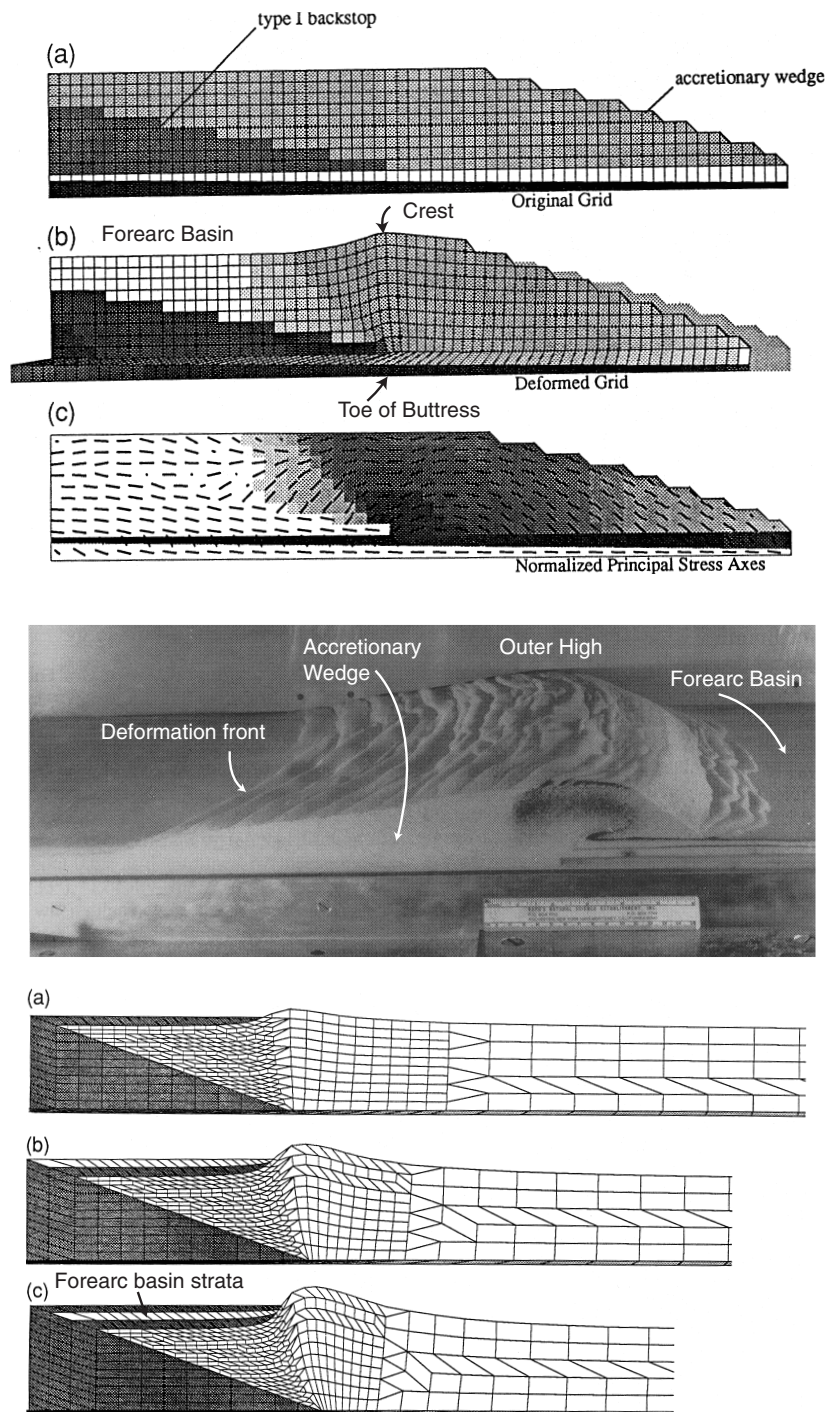 type I backstop
(a)
accretionary wedge
Original Grid
Crest
(b)
Forearc Basin
Deformed Grid
Toe of Buttress
(c)
Normalized Principal Stress Axes
Accretionary
Wedge
Outer High
Forearc Basin
Deformation front
(a)
(b)
Forearc basin strata
(c)